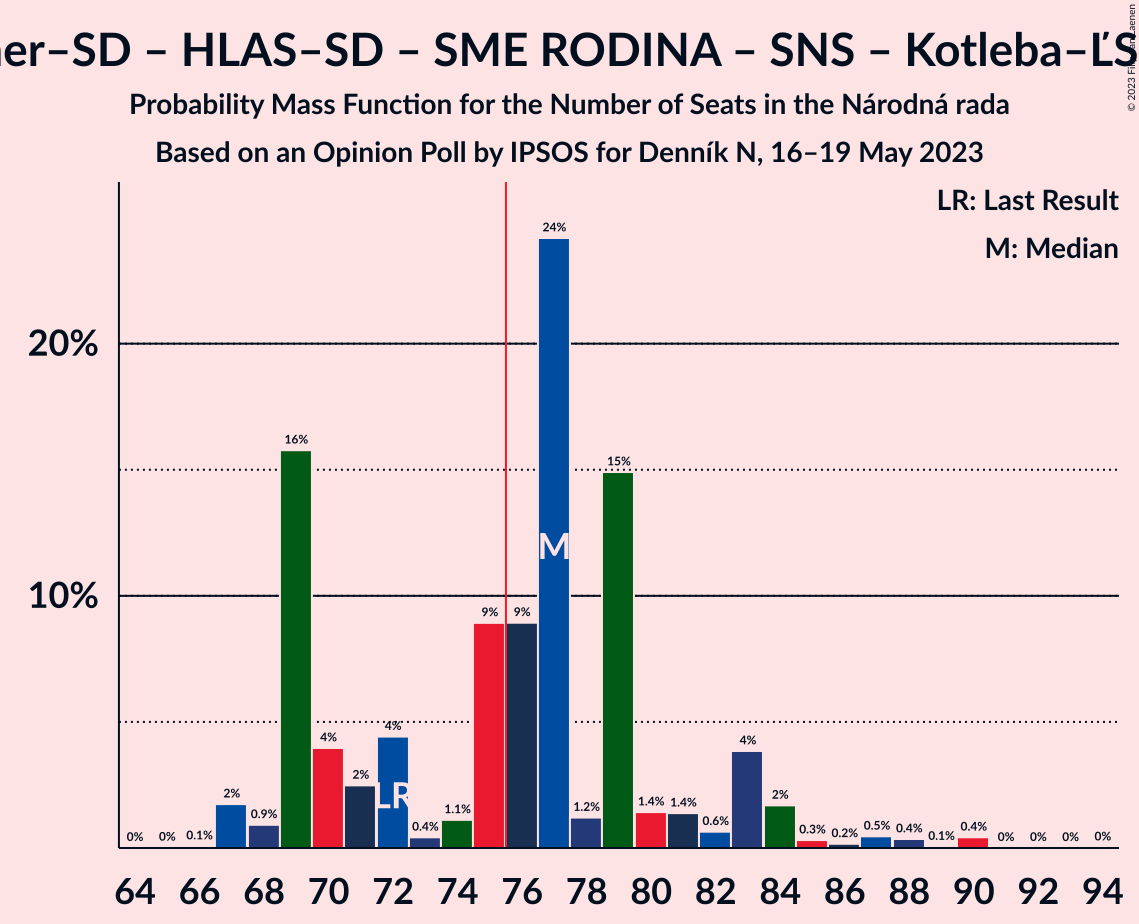 er–SD – HLAS–SD – SME RODINA – SNS – Kotleba–ĽS
Probability Mass Function for the Number of Seats in the Národná rada
Based on an Opinion Poll by IPSOS for Denník N, 16–19 May 2023
© 2023
LR: Last Result
M: Median
20%
10%
0% 0% 0.1% 2% 0.9% 16% 4% 2% 4% 0.4% 1.1% 9% 9% 24% 1.2% 15% 1.4% 1.4% 0.6% 4% 2% 0.3% 0.2% 0.5% 0.4% 0.1% 0.4% 0% 0% 0% 0%
LR
M
64 66 68 70 72 74 76 78 80 82 84 86 88 90 92 94